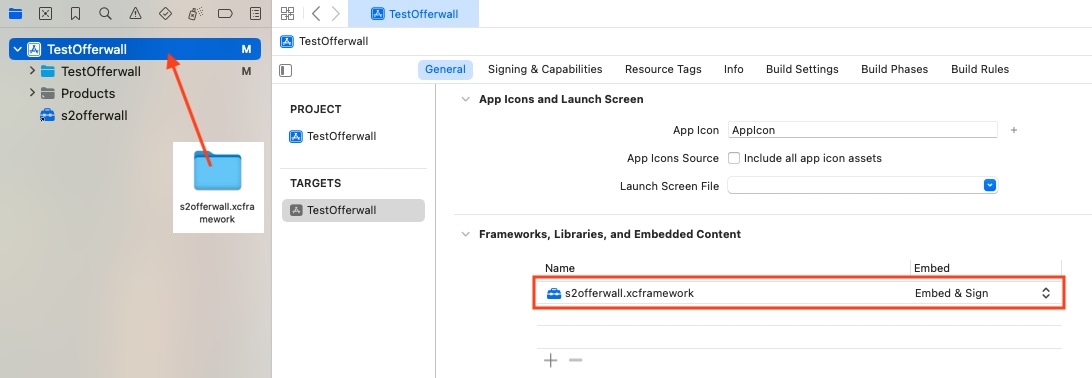 TestOfferwall M
TestOfferwall M
Products
s2offerwall
s2offerwall.xcfra
mework
TestOfferwall
TestOfferwall
General Signing & Capabilities Resource Tags Info Build Settings Build Phases Build Rules
PROJECT
TestOfferwall
TARGETS
TestOfferwall
App Icons and Launch Screen
App Icon AppIcon
App Icons Source Include all app icon assets
Launch Screen File
Frameworks, Libraries, and Embedded Content
Name Embed
s2offerwall.xcframework Embed & Sign